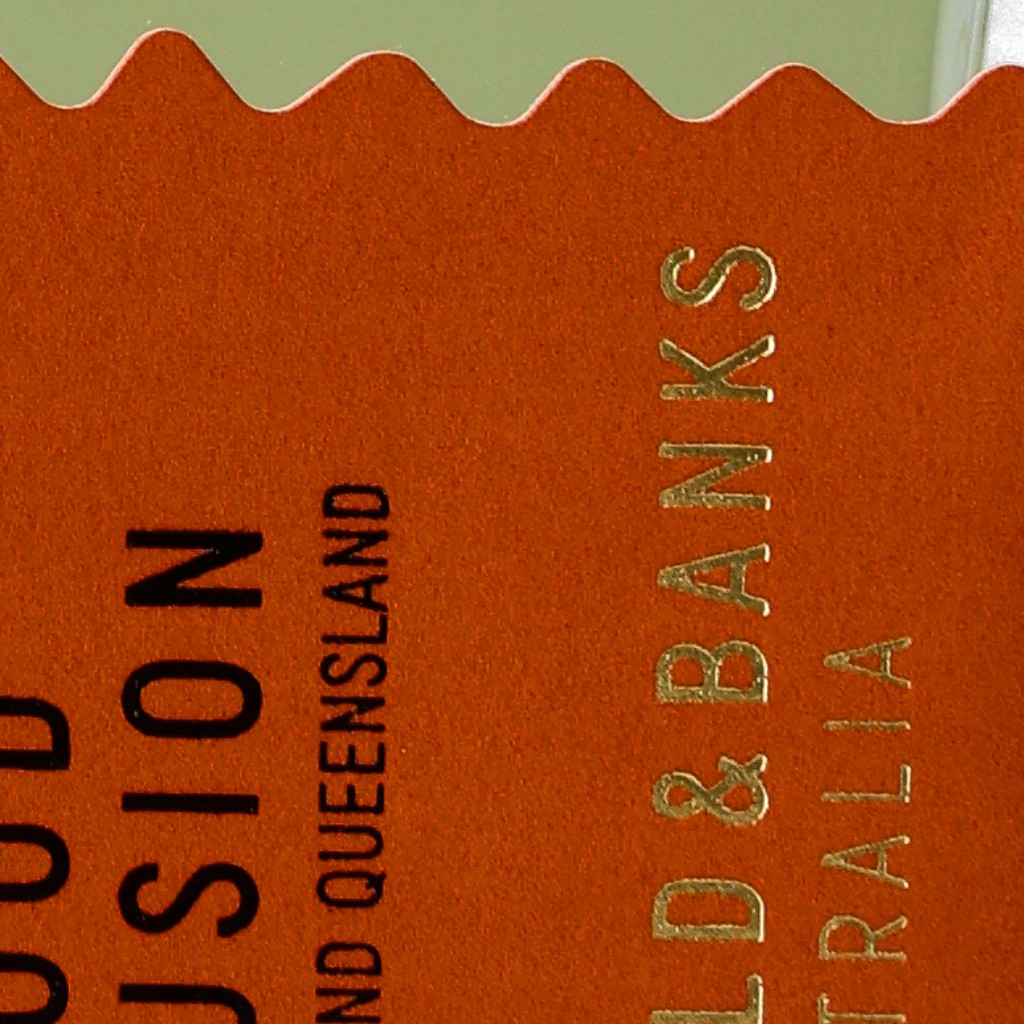 OOD
USION
ND QUEENSLAND
LD & BANKS
TRALIA